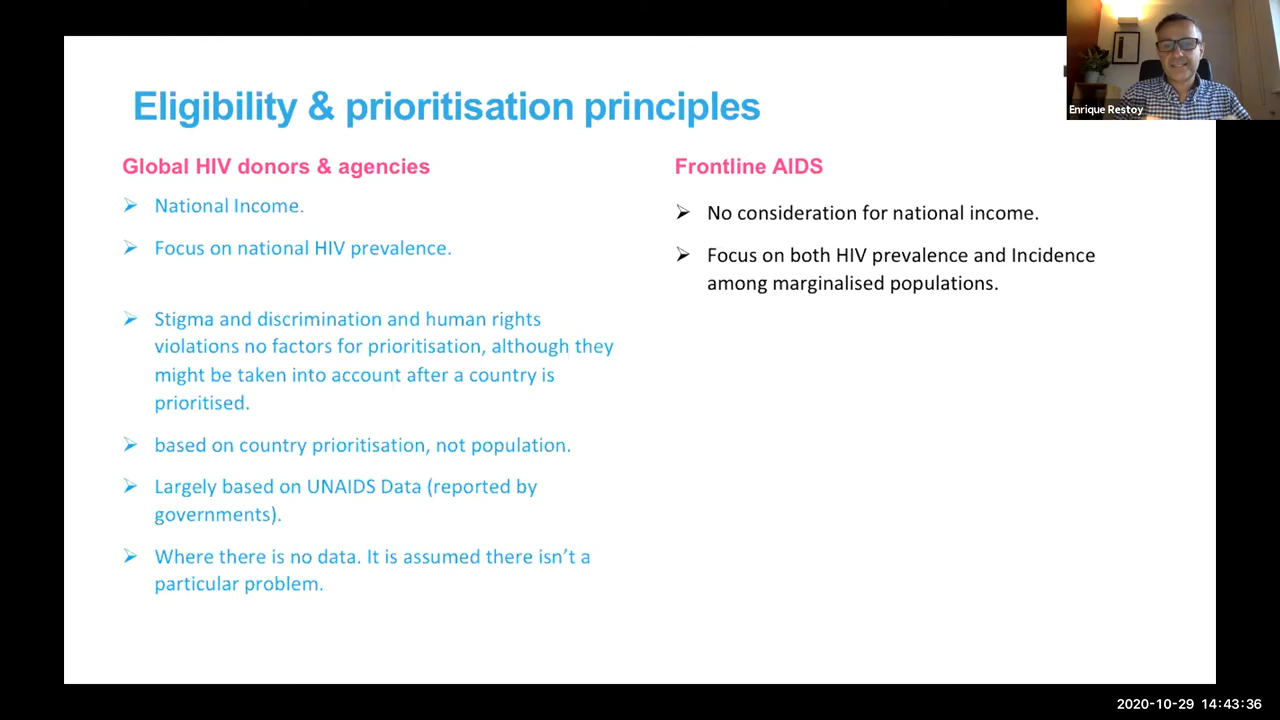 Eligibility & prioritisation principles
Global HIV donors & agencies
➢ National Income.
➢ Focus on national HIV prevalence.
➢ Stigma and discrimination and human rights
violations no factors for prioritisation, although they
might be taken into account after a country is
prioritised.
➢ based on country prioritisation, not population.
➢ Largely based on UNAIDS Data (reported by
governments).
➢ Where there is no data. It is assumed there isn’t a
particular problem.
Frontline AIDS
➢ No consideration for national income.
➢ Focus on both HIV prevalence and Incidence
among marginalised populations.
Enrique Restoy
2020-10-29 14:43:36